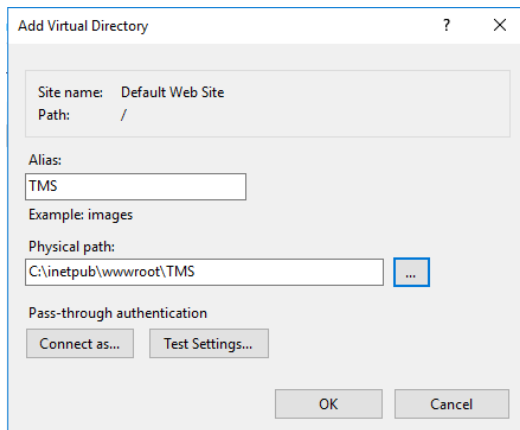 Add Virtual Directory ? ✕
Site name: Default Web Site
Path: /
Alias:
TMS
Example: images
Physical path:
C:\inetpub\wwwroot\TMS ...
Pass-through authentication
Connect as... Test Settings...
OK Cancel